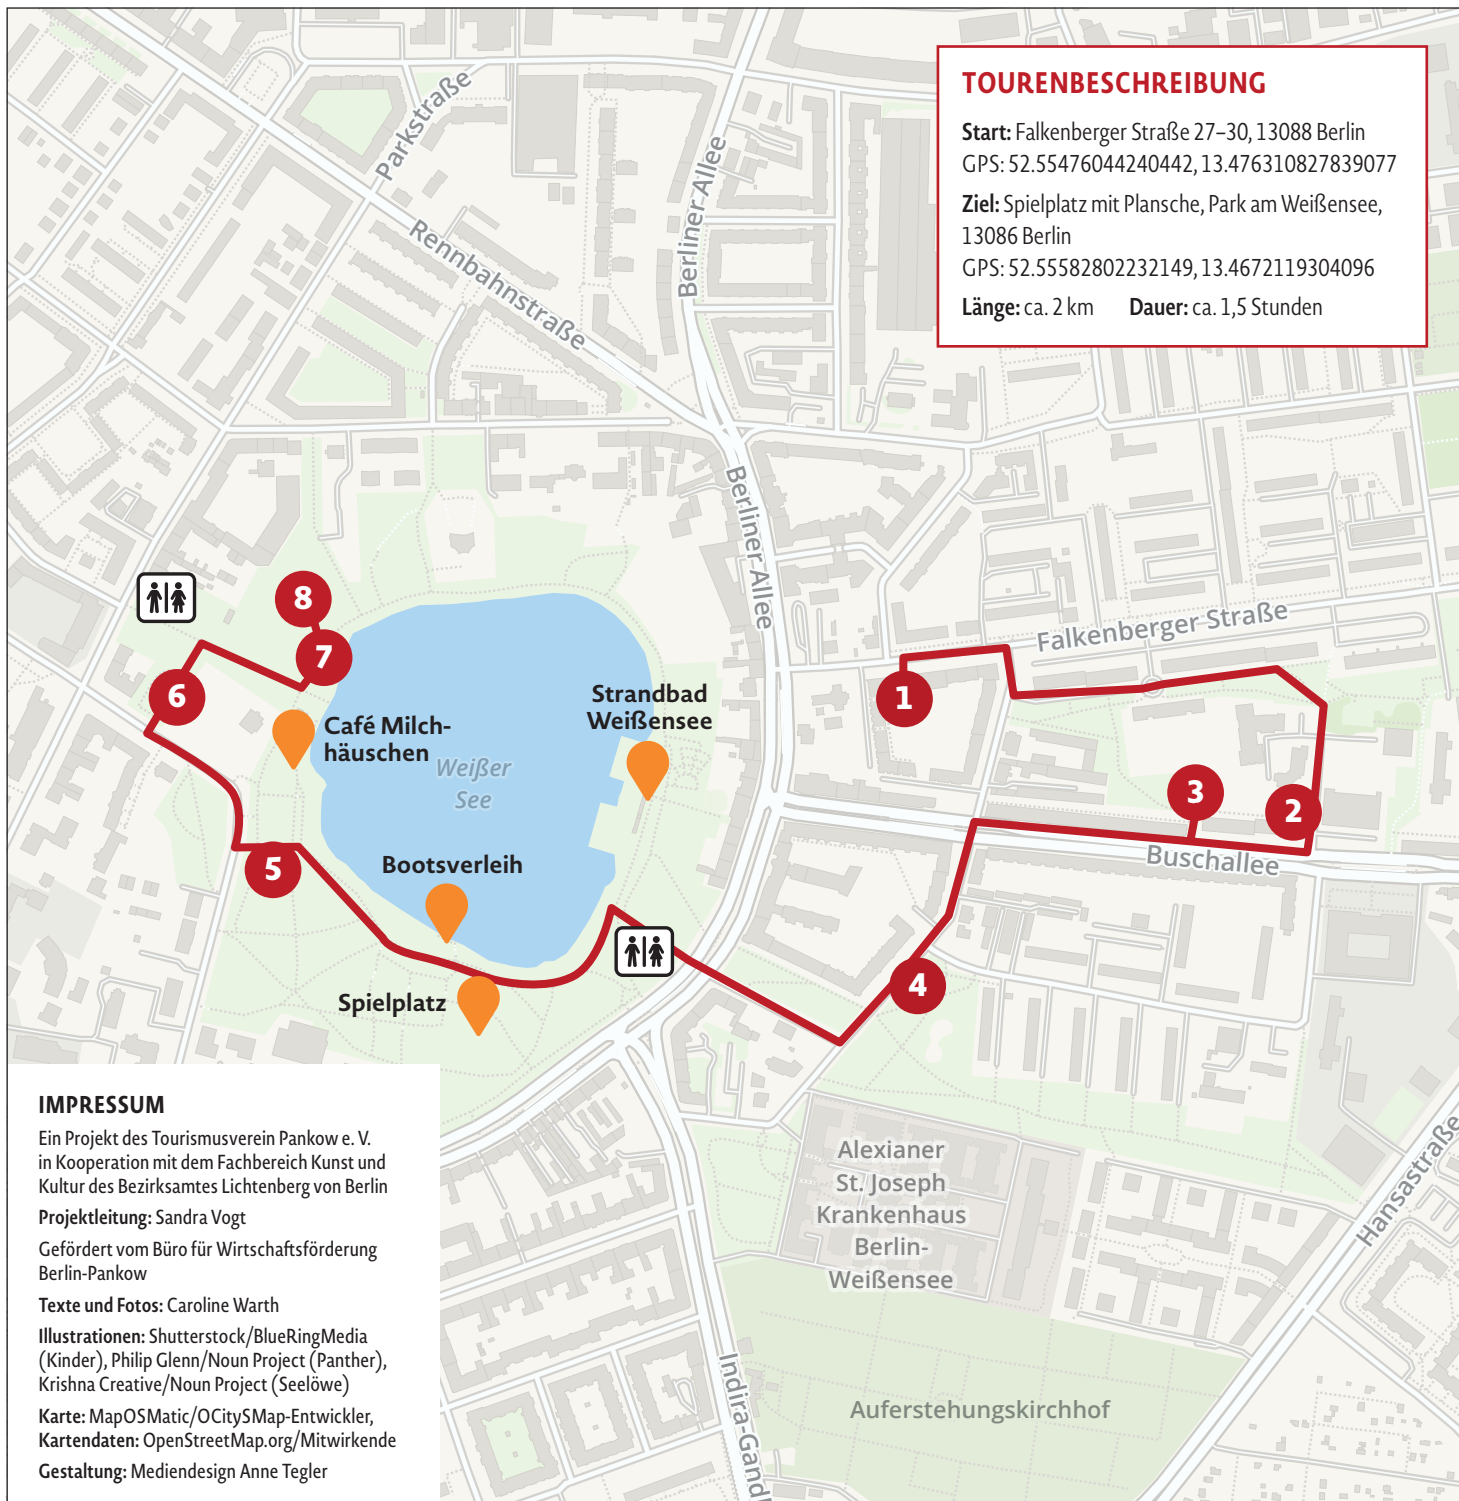 TOURENBESCHREIBUNG
Start: Falkenberger Straße 27–30, 13088 Berlin
GPS: 52.55476044240442, 13.476310827839077
Ziel: Spielplatz mit Plansche, Park am Weißensee,
13086 Berlin
GPS: 52.55582802232149, 13.4672119304096
Länge: ca. 2 km Dauer: ca. 1,5 Stunden
Parkstraße
Berliner Allee
Rennbahnstraße
Berliner Allee
Falkenberger Straße
8
7
6
1
Strandbad
Weißensee
Café Milch-
häuschen
Weißer
See
3
2
Buschallee
5
Bootsverleih
4
Spielplatz
Alexianer
St. Joseph
Krankenhaus
Berlin-
Weißensee
Hansastraße
Indira-Gandh
Auferstehungskirchhof
IMPRESSUM
Ein Projekt des Tourismusverein Pankow e. V.
in Kooperation mit dem Fachbereich Kunst und
Kultur des Bezirksamtes Lichtenberg von Berlin
Projektleitung: Sandra Vogt
Gefördert vom Büro für Wirtschaftsförderung
Berlin-Pankow
Texte und Fotos: Caroline Warth
Illustrationen: Shutterstock/BlueRingMedia
(Kinder), Philip Glenn/Noun Project (Panther),
Krishna Creative/Noun Project (Seelöwe)
Karte: MapOSMatic/OCitySMap-Entwickler,
Kartendaten: OpenStreetMap.org/Mitwirkende
Gestaltung: Mediendesign Anne Tegler